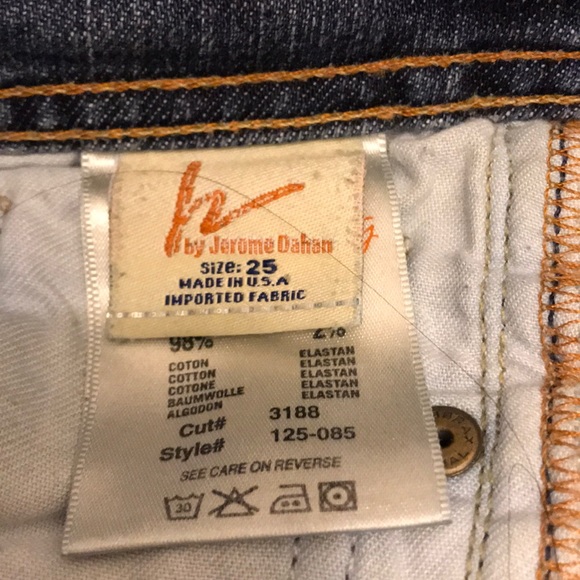 by Jerome Dahan
SIZE: 25
MADE IN U.S.A
IMPORTED FABRIC
98% 2%
COTON ELASTAN
COTTON ELASTAN
COTONE ELASTAN
BAUMWOLLE ELASTAN
ALGODON ELASTAN
Cut# 3188
Style# 125-085
SEE CARE ON REVERSE
30